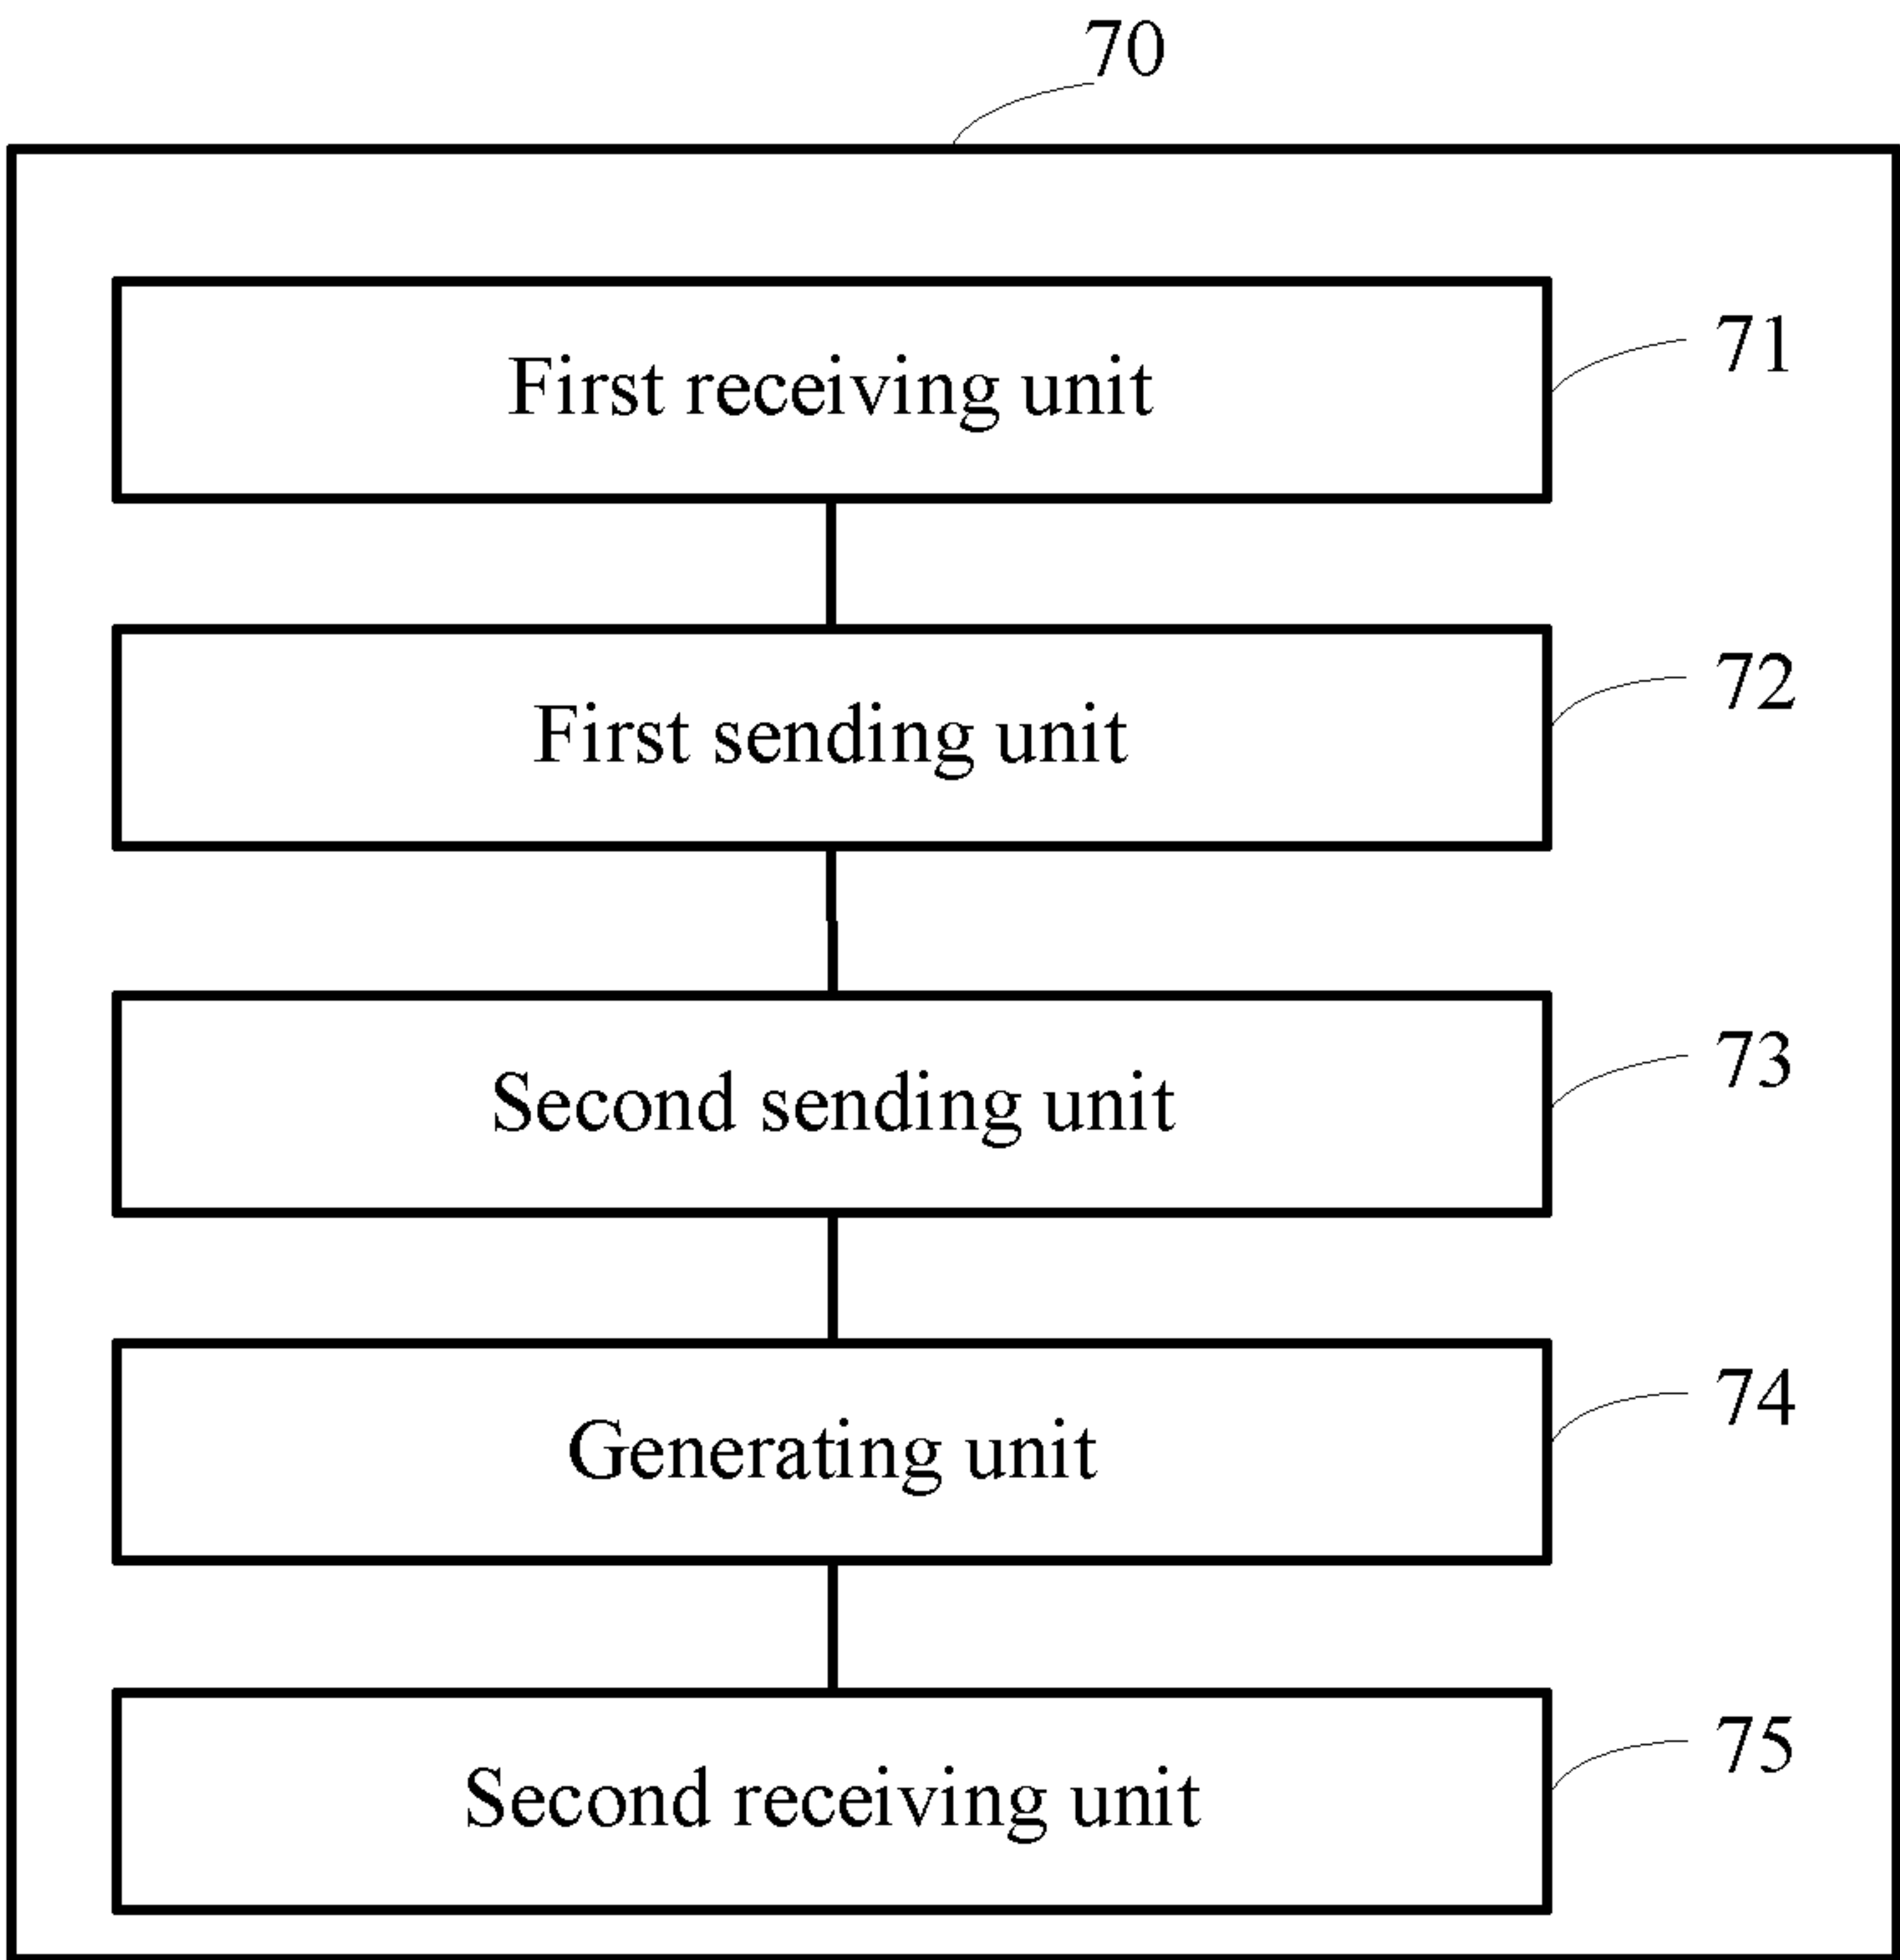 70
First receiving unit
71
First sending unit
72
Second sending unit
73
Generating unit
74
Second receiving unit
75